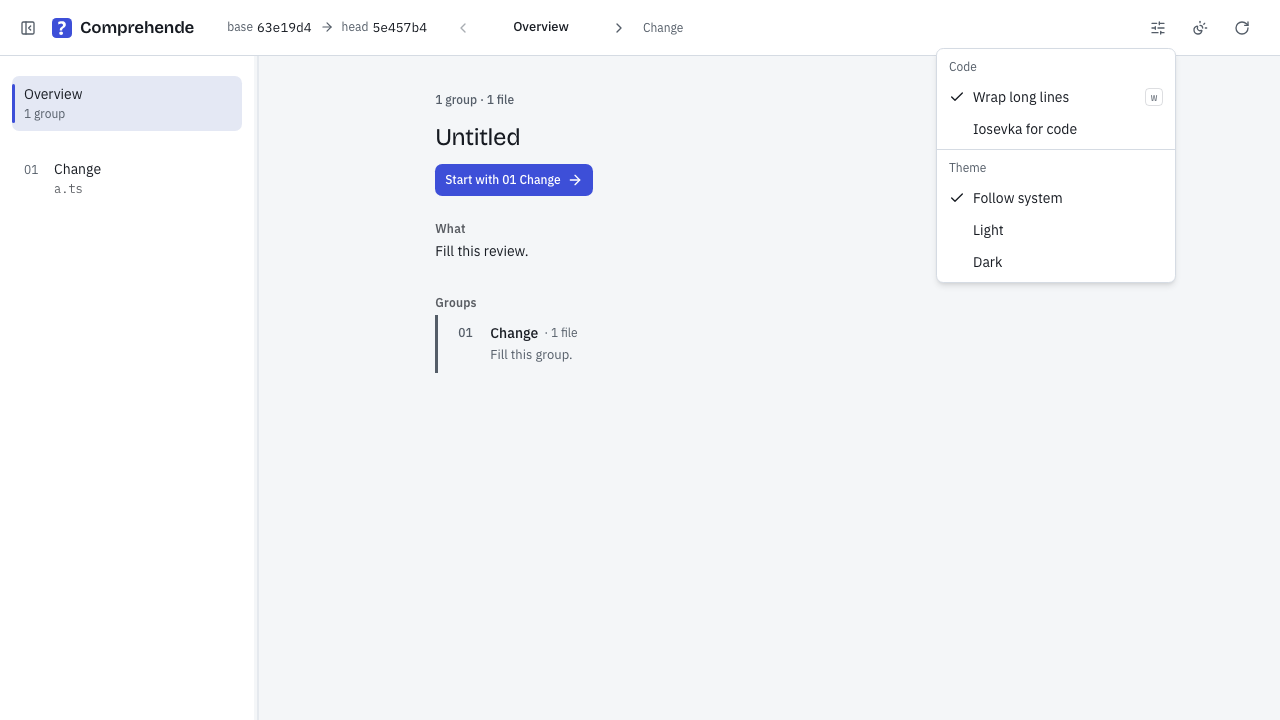 Comprehende
base 63e19d4 → head 5e457b4
Overview
Change
Overview
1 group
01 Change
a.ts
1 group · 1 file
Untitled
Start with 01 Change →
What
Fill this review.
Groups
01 Change · 1 file
Fill this group.
Code
Wrap long lines w
Iosevka for code
Theme
Follow system
Light
Dark